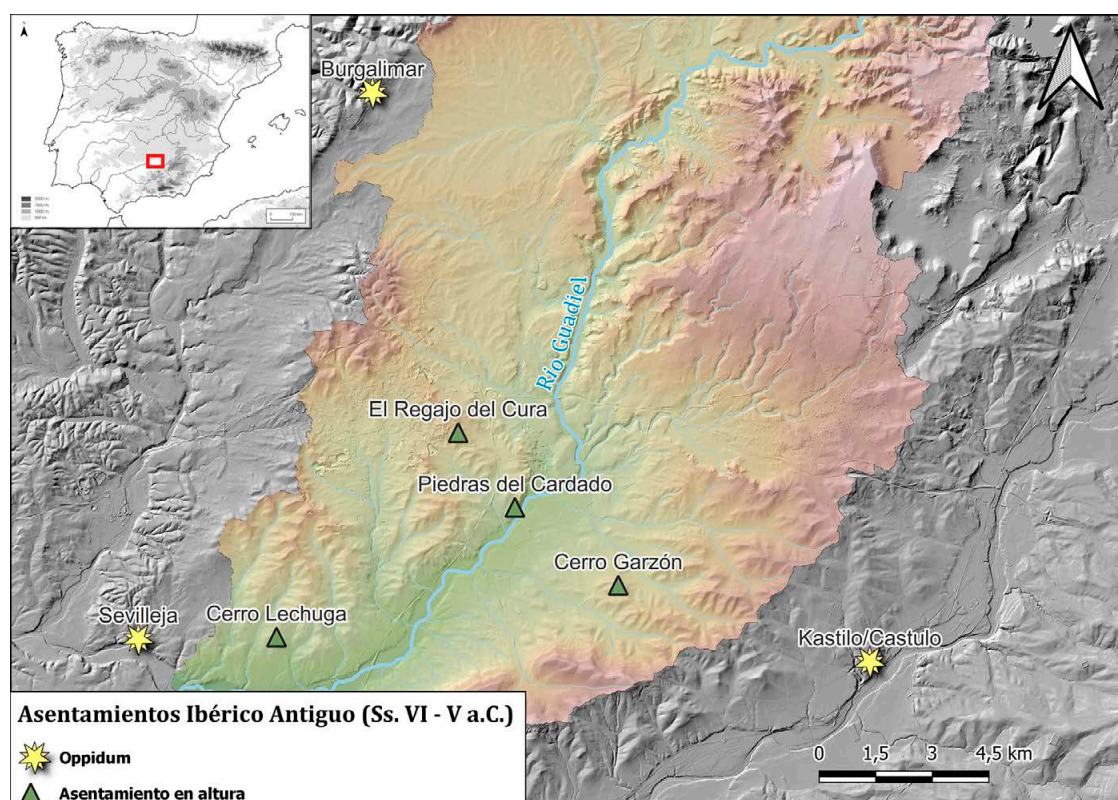 N
Burgalimar
Río Guadiel
El Regajo del Cura
Piedras del Cardado
Cerro Garzón
Sevilleja
Cerro Lechuga
Kastilo/Castulo
Asentamientos Ibérico Antiguo (Ss. VI - V a.C.)
Oppidum
Asentamiento en altura
0 1,5 3 4,5 km